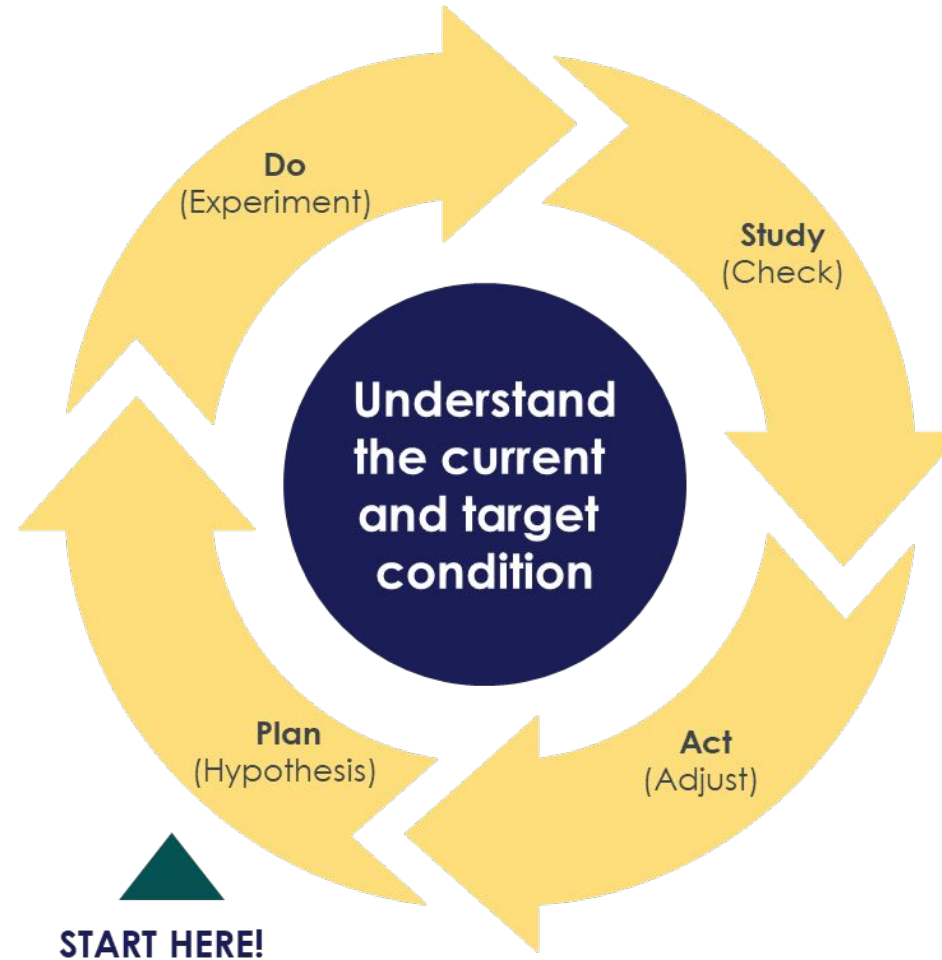 Do
(Experiment)
Study
(Check)
Understand
the current
and target
condition
Plan
(Hypothesis)
Act
(Adjust)
START HERE!